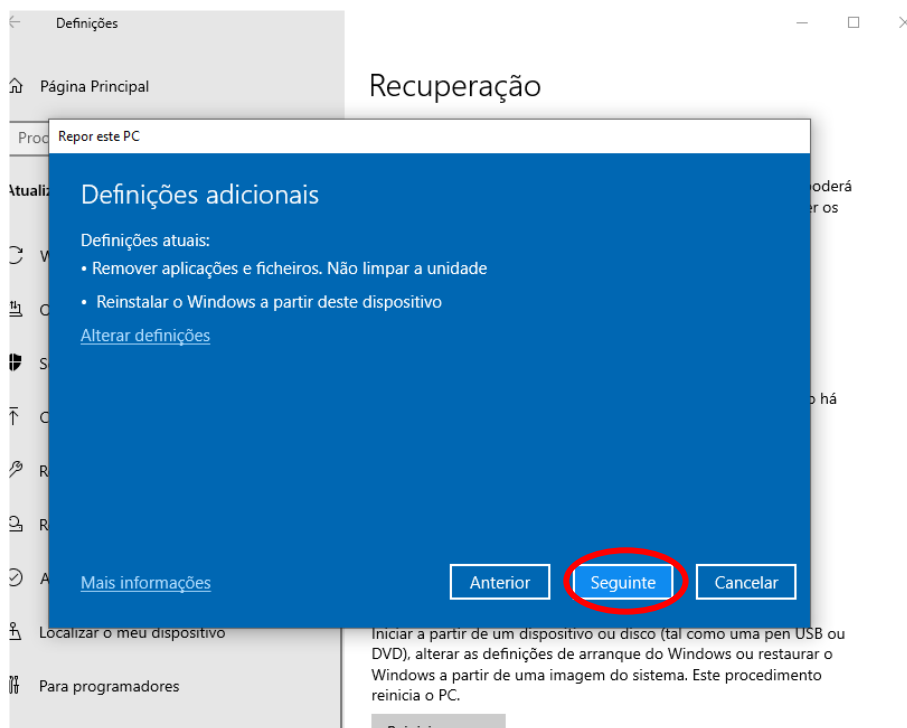 Definições
Página Principal
Recuperação
Repor este PC
Definições adicionais
Definições atuais:
• Remover aplicações e ficheiros. Não limpar a unidade
• Reinstalar o Windows a partir deste dispositivo
Alterar definições
er os
o há
Mais informações
Anterior
Seguinte
Cancelar
Localizar o meu dispositivo
Iniciar a partir de um dispositivo ou disco (tal como uma pen USB ou
DVD), alterar as definições de arranque do Windows ou restaurar o
Windows a partir de uma imagem do sistema. Este procedimento
reinicia o PC.
Para programadores